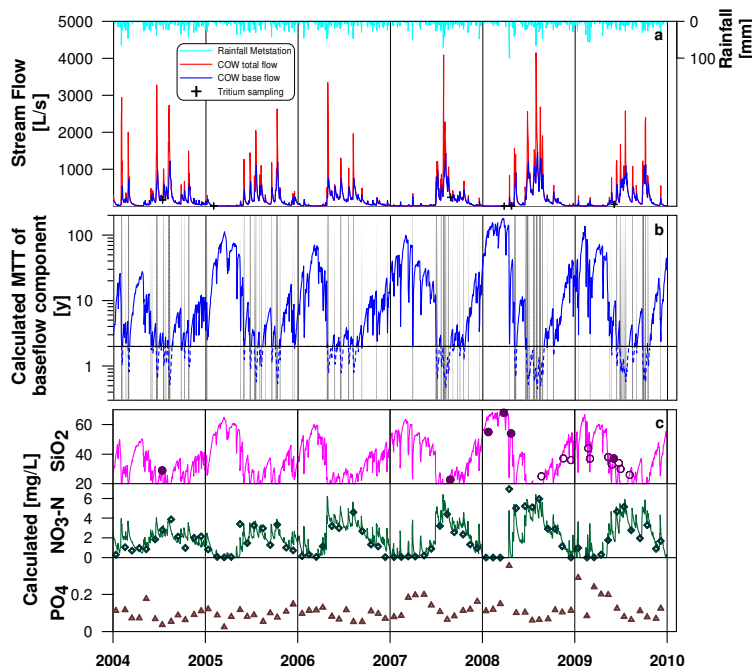 5000
4000
3000
2000
1000
Stream Flow
[L/s]
a
0
100
Rainfall
[mm]
Rainfall Metstation
COW total flow
COW base flow
Tritium sampling
b
100
10
1
Calculated MTT of
baseflow component
[y]
c
60
40
20
SiO2
6
4
2
0
NO3-N
0.2
0
PO4
Calculated [mg/L]
2004 2005 2006 2007 2008 2009 2010